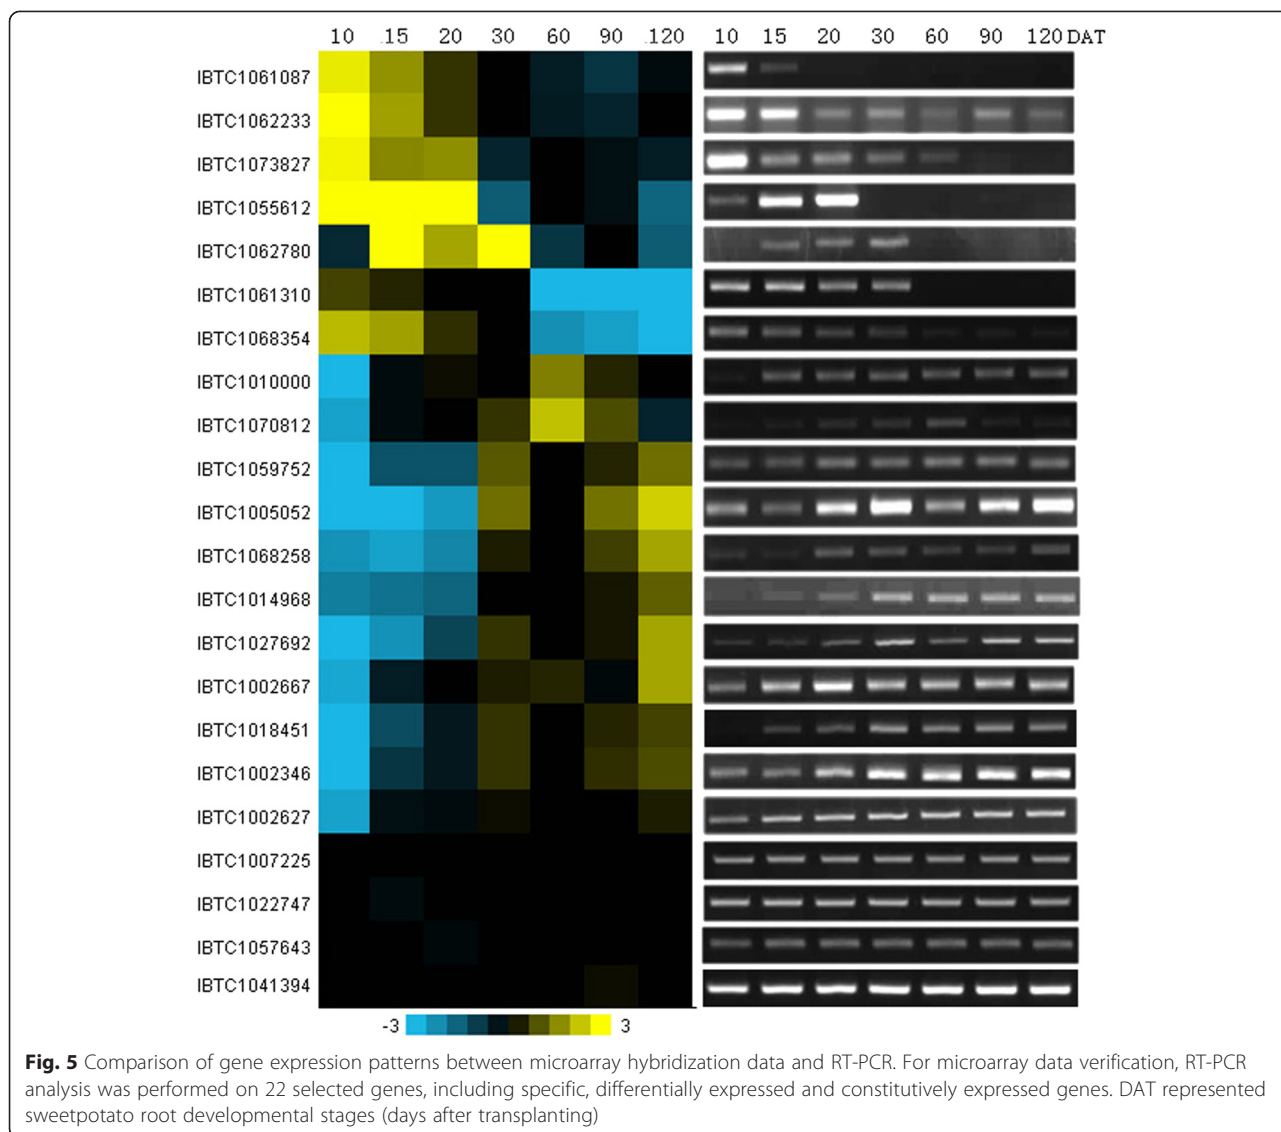 10 .15 20 30 60 90 .120 10 15 20 30 60 90 120 DAT
IBTC1061087
IBTC1062233
IBTC1073827
IBTC1055612
IBTC1062780
IBTC1061310
IBTC1068354
IBTC1010000
IBTC1070812
IBTC1059752
IBTC1005052
IBTC1068258
IBTC1014968
IBTC1027692
IBTC1002667
IBTC1018451
IBTC1002346
IBTC1002627
IBTC1007225
IBTC1022747
IBTC1057643
IBTC1041394
-3 3
Fig. 5 Comparison of gene expression patterns between microarray hybridization data and RT-PCR. For microarray data verification, RT-PCR
analysis was performed on 22 selected genes, including specific, differentially expressed and constitutively expressed genes. DAT represented
sweetpotato root developmental stages (days after transplanting)